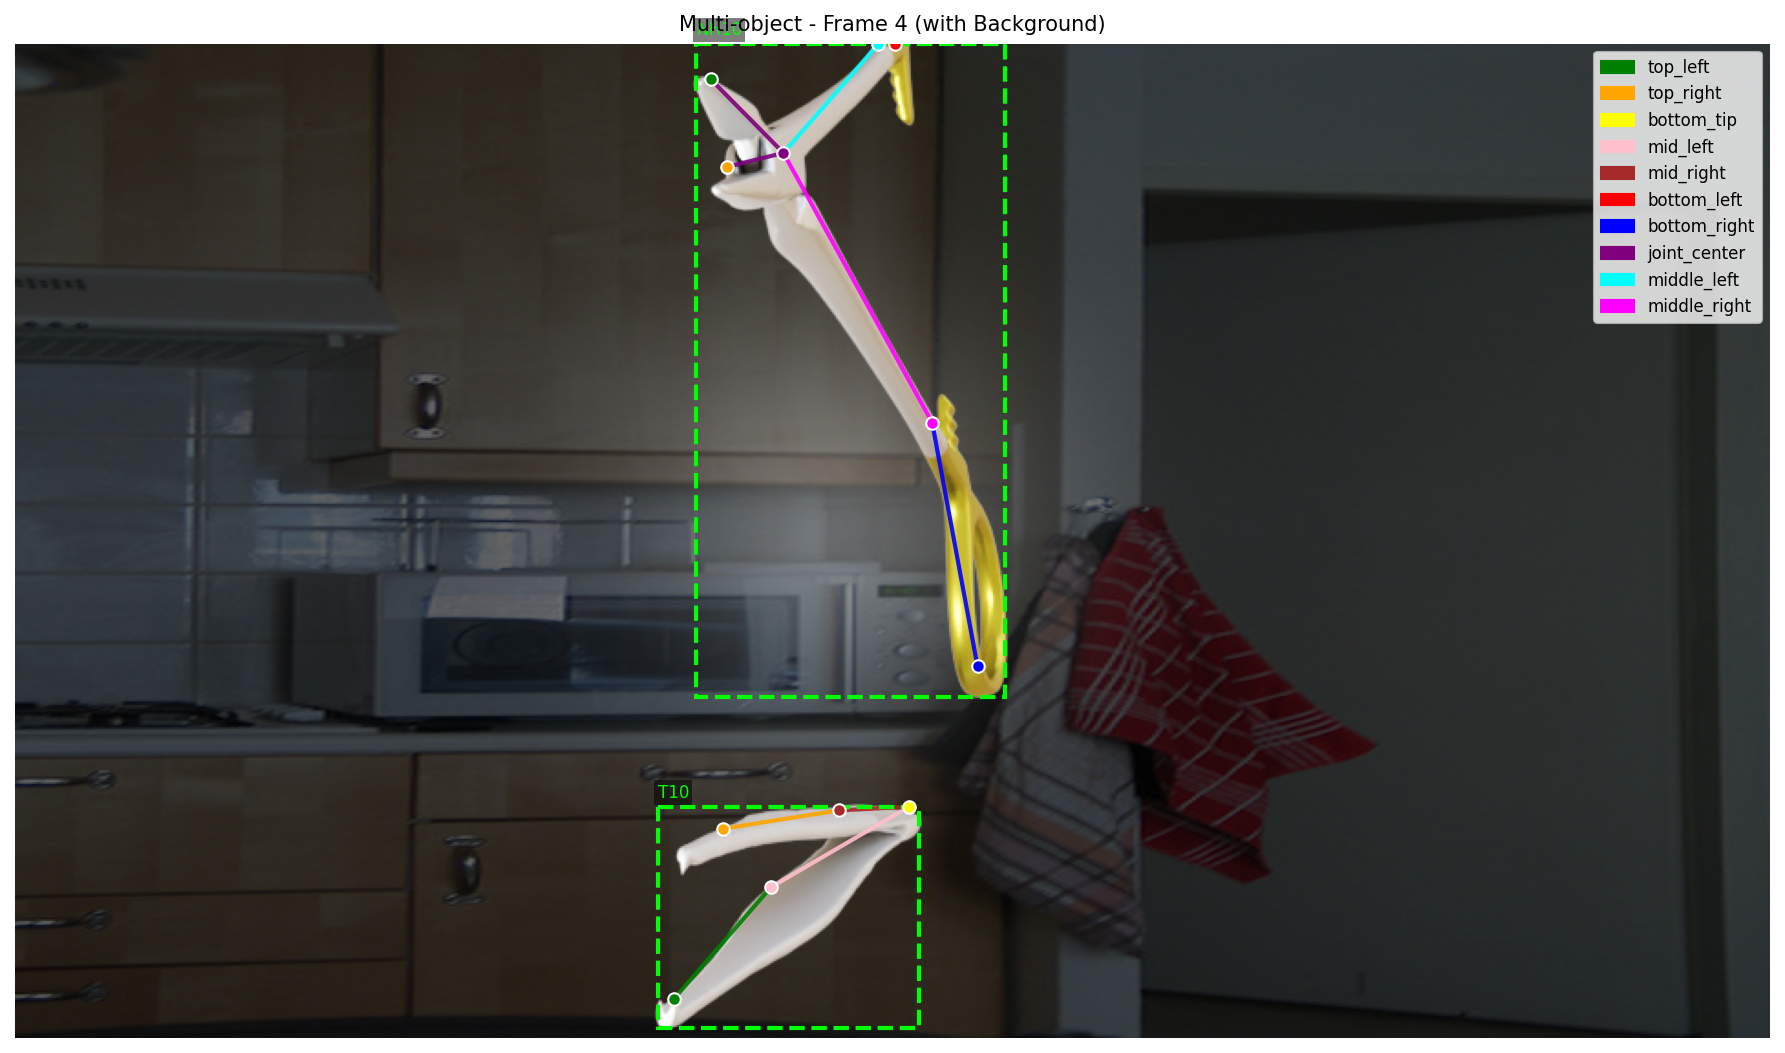 Multi-object - Frame 4 (with Background)
top_left
top_right
bottom_tip
mid_left
mid_right
bottom_left
bottom_right
joint_center
middle_left
middle_right
T10